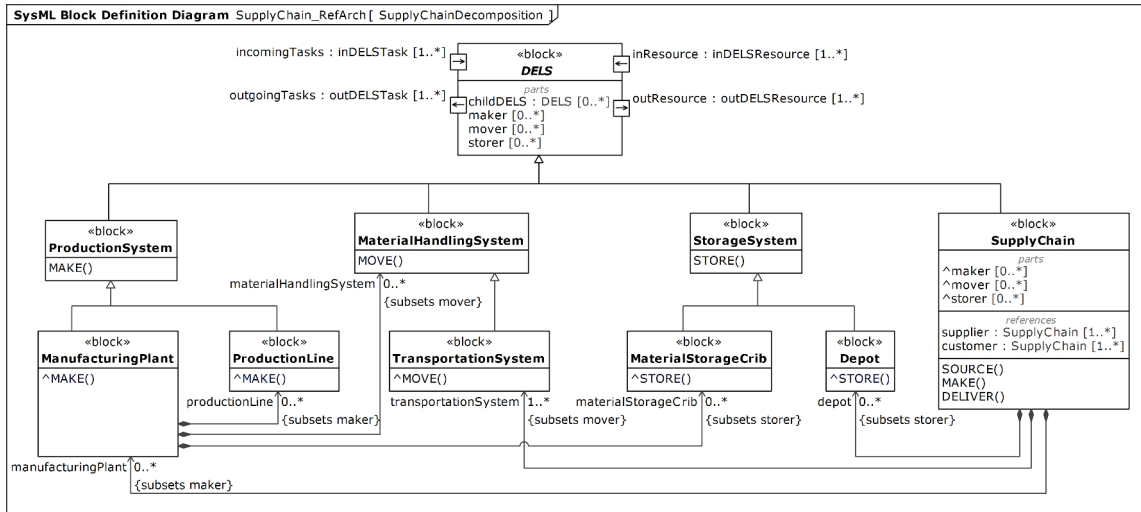 SysML Block Definition Diagram SupplyChain_RefArch [ SupplyChainDecomposition ]
incomingTasks : inDELSTask [1..*]
outgoingTasks : outDELSTask [1..*]
«block»
DELS
parts
childDELS : DELS [0..*]
maker [0..*]
mover [0..*]
storer [0..*]
inResource : inDELSResource [1..*]
outResource : outDELSResource [1..*]
«block»
ProductionSystem
MAKE()
«block»
MaterialHandlingSystem
MOVE()
«block»
StorageSystem
STORE()
«block»
SupplyChain
parts
^maker [0..*]
^mover [0..*]
^storer [0..*]
references
supplier : SupplyChain [1..*]
customer : SupplyChain [1..*]
SOURCE()
MAKE()
DELIVER()
materialHandlingSystem 0..*
{subsets mover}
«block»
ManufacturingPlant
^MAKE()
«block»
ProductionLine
^MAKE()
«block»
TransportationSystem
^MOVE()
«block»
MaterialStorageCrib
^STORE()
«block»
Depot
^STORE()
productionLine 0..*
{subsets maker}
transportationSystem 1..*
{subsets mover}
materialStorageCrib 0..*
{subsets storer}
depot 0..*
{subsets storer}
manufacturingPlant 0..*
{subsets maker}